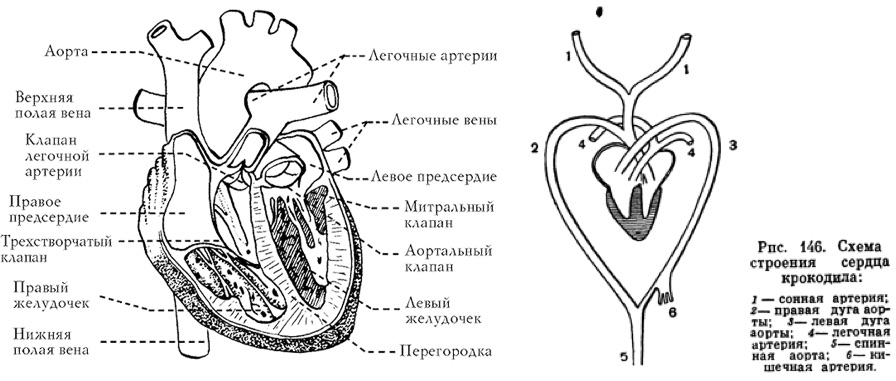 Аорта
Верхняя
полая вена
Клапан
легочной
артерии
Правое
предсердие
Трехстворчатый
клапан
Правый
желудочек
Нижняя
полая вена
Легочные артерии
Легочные вены
Левое предсердие
Митральный
клапан
Аортальный
клапан
Левый
желудочек
Перегородка
1
1
2
3
4
4
5
6
Рис. 146. Схема
строения сердца
крокодила:
1 — сонная артерия;
2— правая дуга аор-
ты; 3— левая дуга
аорты; 4— легочная
артерия; 5— спин-
ная аорта; 6— ки-
шечная артерия.